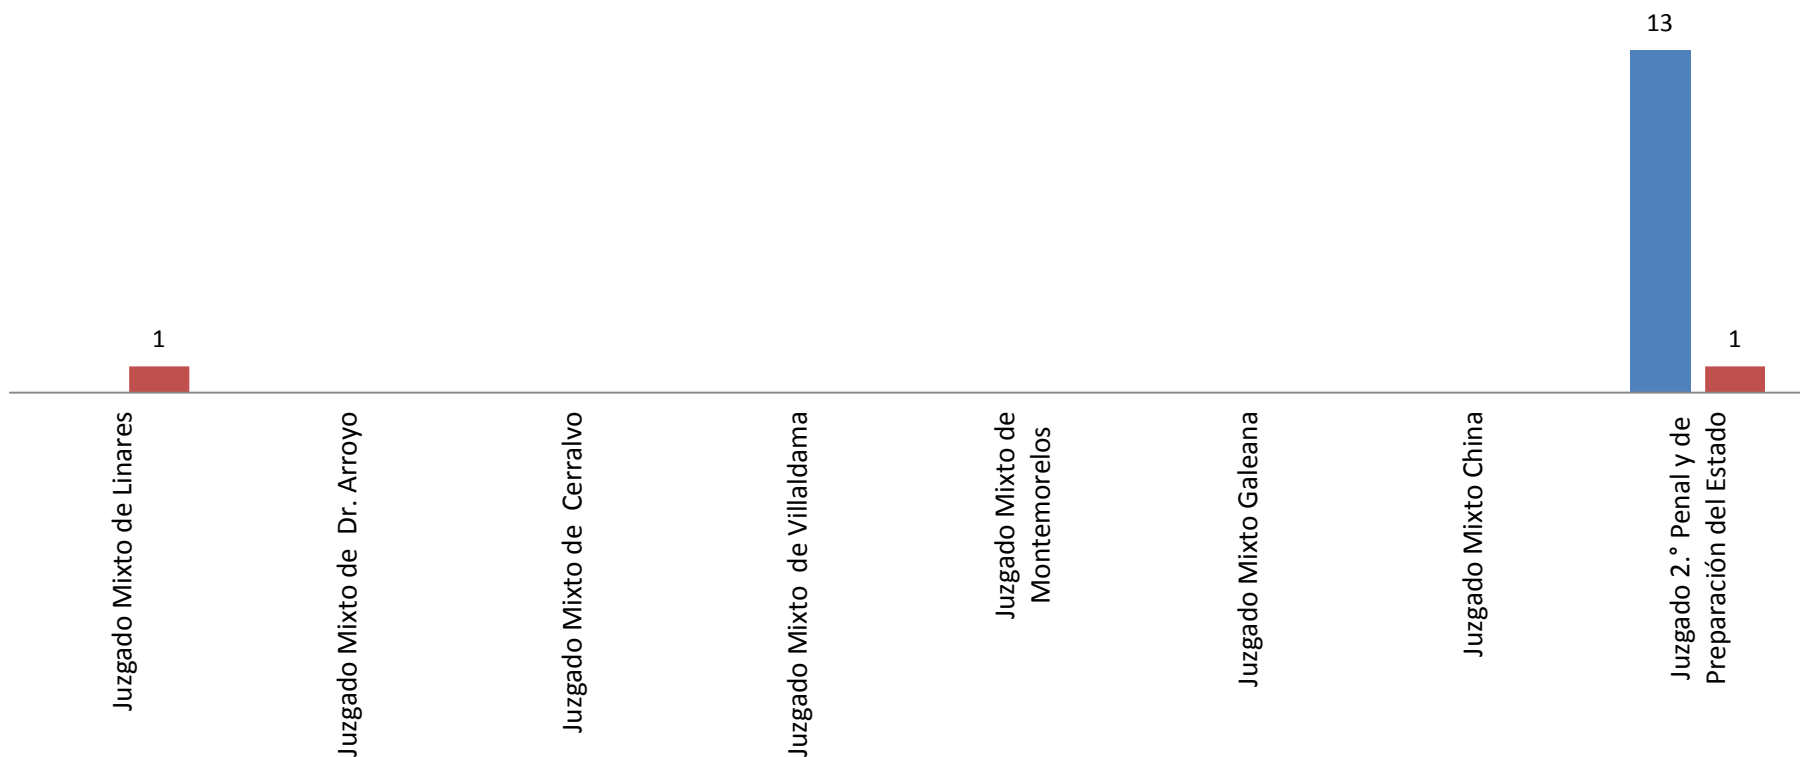 13
1
1
Juzgado Mixto de Linares
Juzgado Mixto de  Dr. Arroyo
Juzgado Mixto de  Cerralvo
Juzgado Mixto  de Villaldama
Juzgado Mixto de
Montemorelos
Juzgado Mixto Galeana
Juzgado Mixto China
Juzgado 2.° Penal y de
Preparación del Estado